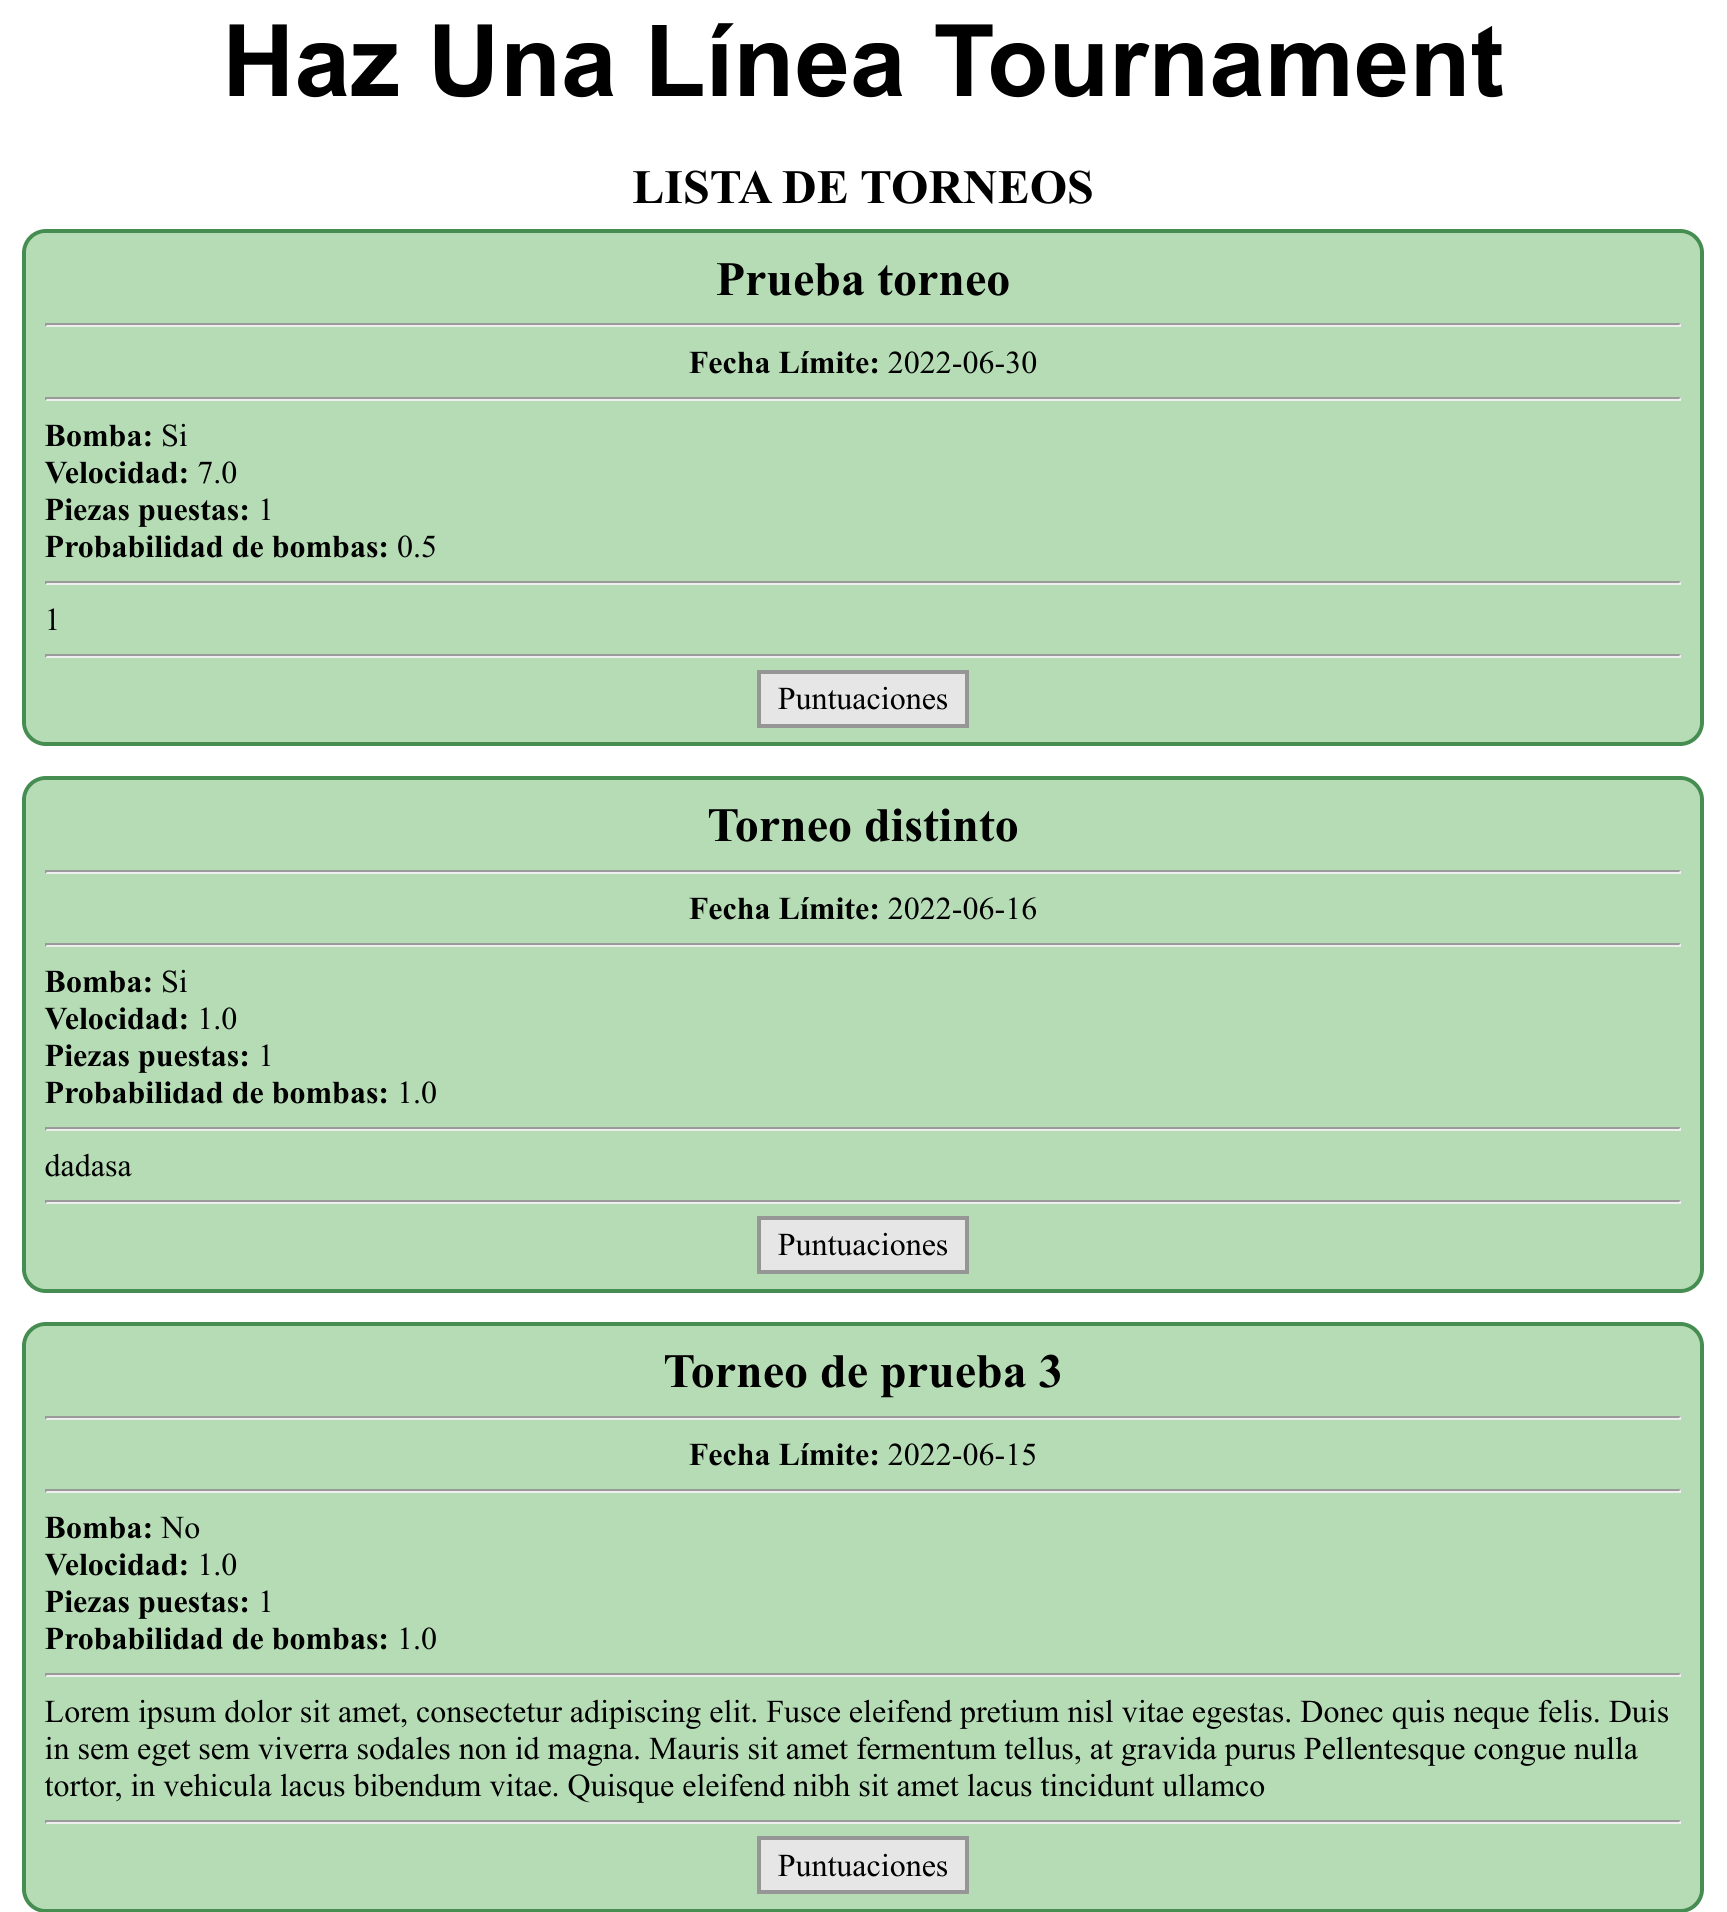 Haz Una Línea Tournament
LISTA DE TORNEOS
Prueba torneo
Fecha Límite: 2022-06-30
Bomba: Si
Velocidad: 7.0
Piezas puestas: 1
Probabilidad de bombas: 0.5
1
Puntuaciones
Torneo distinto
Fecha Límite: 2022-06-16
Bomba: Si
Velocidad: 1.0
Piezas puestas: 1
Probabilidad de bombas: 1.0
dadasa
Puntuaciones
Torneo de prueba 3
Fecha Límite: 2022-06-15
Bomba: No
Velocidad: 1.0
Piezas puestas: 1
Probabilidad de bombas: 1.0
Lorem ipsum dolor sit amet, consectetur adipiscing elit. Fusce eleifend pretium nisl vitae egestas. Donec quis neque felis. Duis
in sem eget sem viverra sodales non id magna. Mauris sit amet fermentum tellus, at gravida purus Pellentesque congue nulla
tortor, in vehicula lacus bibendum vitae. Quisque eleifend nibh sit amet lacus tincidunt ullamco
Puntuaciones